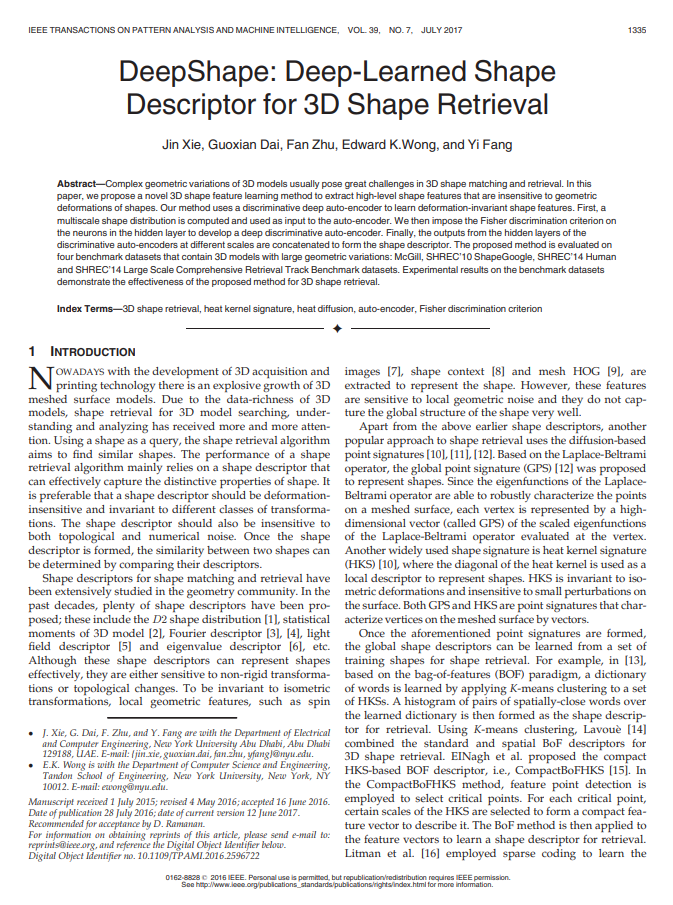 IEEE TRANSACTIONS ON PATTERN ANALYSIS AND MACHINE INTELLIGENCE, VOL. 39, NO. 7, JULY 2017 1335
DeepShape: Deep-Learned Shape
Descriptor for 3D Shape Retrieval
Jin Xie, Guoxian Dai, Fan Zhu, Edward K.Wong, and Yi Fang
Abstract—Complex geometric variations of 3D models usually pose great challenges in 3D shape matching and retrieval. In this
paper, we propose a novel 3D shape feature learning method to extract high-level shape features that are insensitive to geometric
deformations of shapes. Our method uses a discriminative deep auto-encoder to learn deformation-invariant shape features. First, a
multiscale shape distribution is computed and used as input to the auto-encoder. We then impose the Fisher discrimination criterion on
the neurons in the hidden layer to develop a deep discriminative auto-encoder. Finally, the outputs from the hidden layers of the
discriminative auto-encoders at different scales are concatenated to form the shape descriptor. The proposed method is evaluated on
four benchmark datasets that contain 3D models with large geometric variations: McGill, SHREC'10 ShapeGoogle, SHREC'14 Human
and SHREC'14 Large Scale Comprehensive Retrieval Track Benchmark datasets. Experimental results on the benchmark datasets
demonstrate the effectiveness of the proposed method for 3D shape retrieval.
Index Terms—3D shape retrieval, heat kernel signature, heat diffusion, auto-encoder, Fisher discrimination criterion
1 INTRODUCTION
NOWADAYS with the development of 3D acquisition and
printing technology there is an explosive growth of 3D
meshed surface models. Due to the data-richness of 3D
models, shape retrieval for 3D model searching, under-
standing and analyzing has received more and more atten-
tion. Using a shape as a query, the shape retrieval algorithm
aims to find similar shapes. The performance of a shape
retrieval algorithm mainly relies on a shape descriptor that
can effectively capture the distinctive properties of shape. It
is preferable that a shape descriptor should be deformation-
insensitive and invariant to different classes of transforma-
tions. The shape descriptor should also be insensitive to
both topological and numerical noise. Once the shape
descriptor is formed, the similarity between two shapes can
be determined by comparing their descriptors.
Shape descriptors for shape matching and retrieval have
been extensively studied in the geometry community. In the
past decades, plenty of shape descriptors have been pro-
posed; these include the D2 shape distribution [1], statistical
moments of 3D model [2], Fourier descriptor [3], [4], light
field descriptor [5] and eigenvalue descriptor [6], etc.
Although these shape descriptors can represent shapes
effectively, they are either sensitive to non-rigid transforma-
tions or topological changes. To be invariant to isometric
transformations, local geometric features, such as spin
• J. Xie, G. Dai, F. Zhu, and Y. Fang are with the Department of Electrical
and Computer Engineering, New York University Abu Dhabi, Abu Dhabi
129188, UAE. E-mail: {jin.xie, guoxian.dai, fan.zhu, yfang}@nyu.edu.
• E.K. Wong is with the Department of Computer Science and Engineering,
Tandon School of Engineering, New York University, New York, NY
10012. E-mail: ewong@nyu.edu.
Manuscript received 1 July 2015; revised 4 May 2016; accepted 16 June 2016.
Date of publication 28 July 2016; date of current version 12 June 2017.
Recommended for acceptance by D. Ramanan.
For information on obtaining reprints of this article, please send e-mail to:
reprints@ieee.org, and reference the Digital Object Identifier below.
Digital Object Identifier no. 10.1109/TPAMI.2016.2596722
images [7], shape context [8] and mesh HOG [9], are
extracted to represent the shape. However, these features
are sensitive to local geometric noise and they do not cap-
ture the global structure of the shape very well.
Apart from the above earlier shape descriptors, another
popular approach to shape retrieval uses the diffusion-based
point signatures [10], [11], [12]. Based on the Laplace-Beltrami
operator, the global point signature (GPS) [12] was proposed
to represent shapes. Since the eigenfunctions of the Laplace-
Beltrami operator are able to robustly characterize the points
on a meshed surface, each vertex is represented by a high-
dimensional vector (called GPS) of the scaled eigenfunctions
of the Laplace-Beltrami operator evaluated at the vertex.
Another widely used shape signature is heat kernel signature
(HKS) [10], where the diagonal of the heat kernel is used as a
local descriptor to represent shapes. HKS is invariant to iso-
metric deformations and insensitive to small perturbations on
the surface. Both GPS and HKS are point signatures that char-
acterize vertices on the meshed surface by vectors.
Once the aforementioned point signatures are formed,
the global shape descriptors can be learned from a set of
training shapes for shape retrieval. For example, in [13],
based on the bag-of-features (BOF) paradigm, a dictionary
of words is learned by applying K-means clustering to a set
of HKSs. A histogram of pairs of spatially-close words over
the learned dictionary is then formed as the shape descrip-
tor for retrieval. Using K-means clustering, Lavouè [14]
combined the standard and spatial BoF descriptors for
3D shape retrieval. EINagh et al. proposed the compact
HKS-based BOF descriptor, i.e., CompactBoFHKS [15]. In
the CompactBoFHKS method, feature point detection is
employed to select critical points. For each critical point,
certain scales of the HKS are selected to form a compact fea-
ture vector to describe it. The BoF method is then applied to
the feature vectors to learn a shape descriptor for retrieval.
Litman et al. [16] employed sparse coding to learn the
0162-8828 © 2016 IEEE. Personal use is permitted, but republication/redistribution requires IEEE permission.
See http://www.ieee.org/publications_standards/publications/rights/index.html for more information.